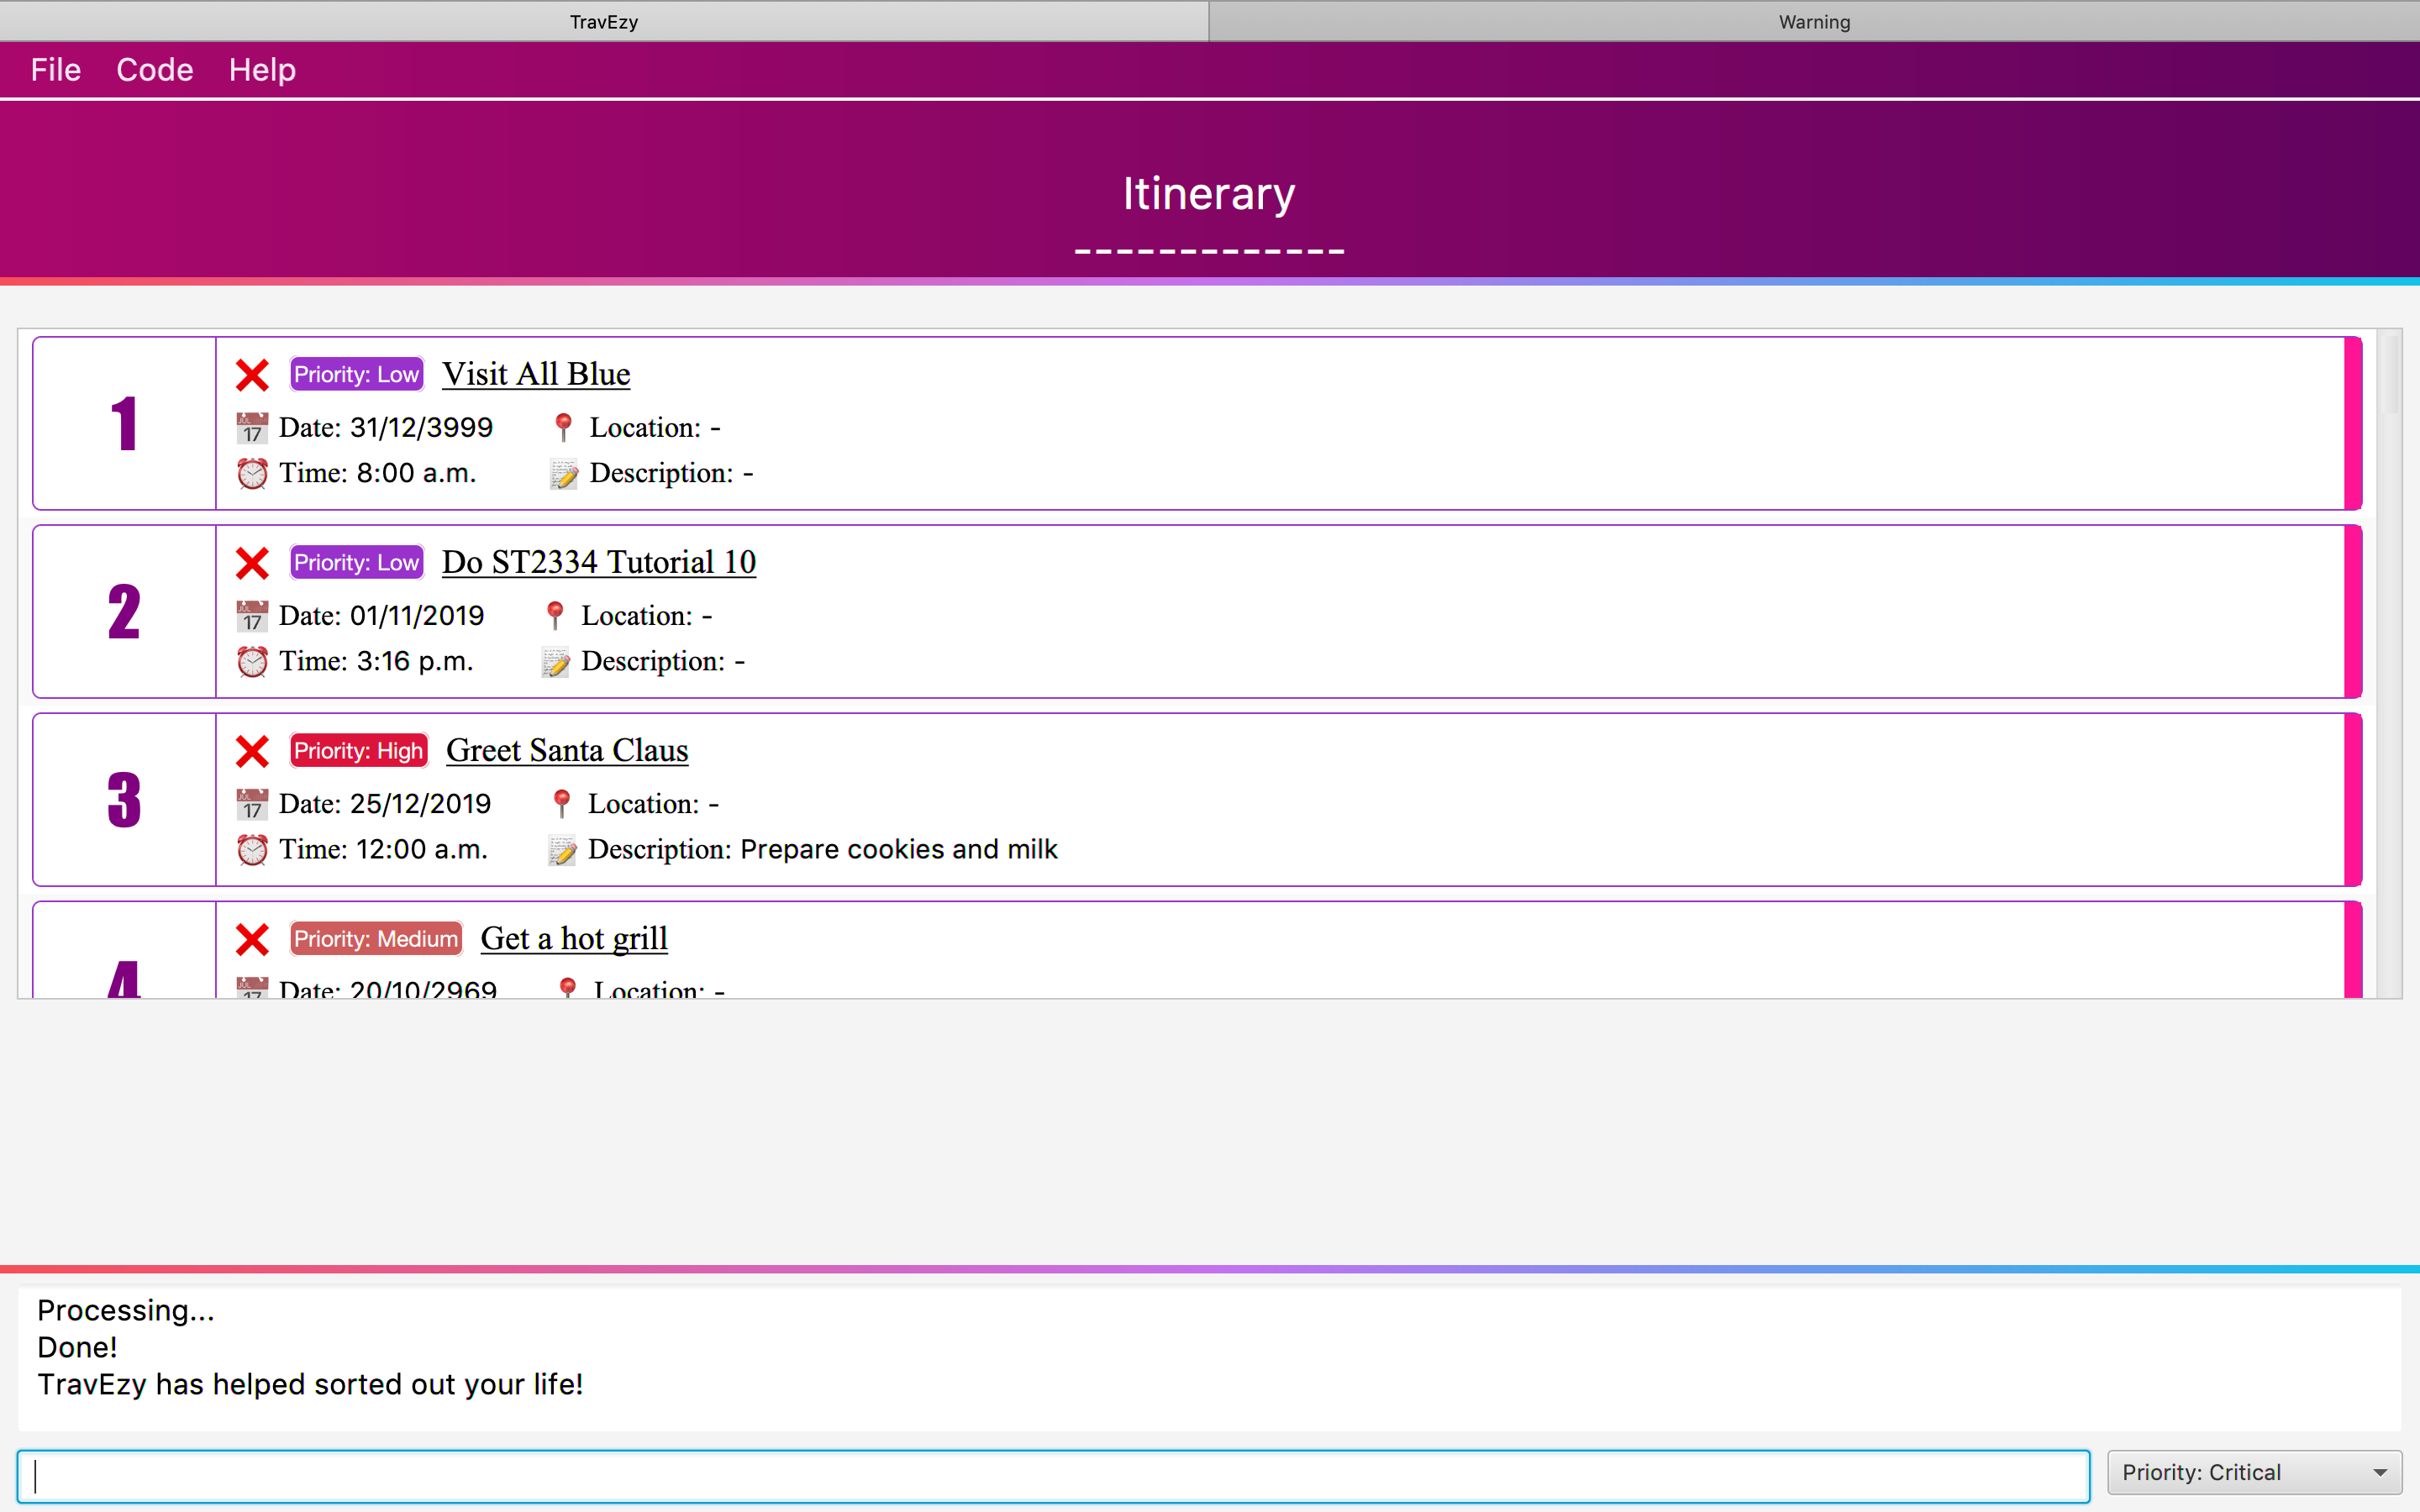 TravEzy Warning
File Code Help
Itinerary
-------------
1
Priority: Low Visit All Blue
Date: 31/12/3999 Location: -
Time: 8:00 a.m. Description: -
2
Priority: Low Do ST2334 Tutorial 10
Date: 01/11/2019 Location: -
Time: 3:16 p.m. Description: -
3
Priority: High Greet Santa Claus
Date: 25/12/2019 Location: -
Time: 12:00 a.m. Description: Prepare cookies and milk
4
Priority: Medium Get a hot grill
Date: 20/10/2969 Location: -
Processing...
Done!
TravEzy has helped sorted out your life!
Priority: Critical